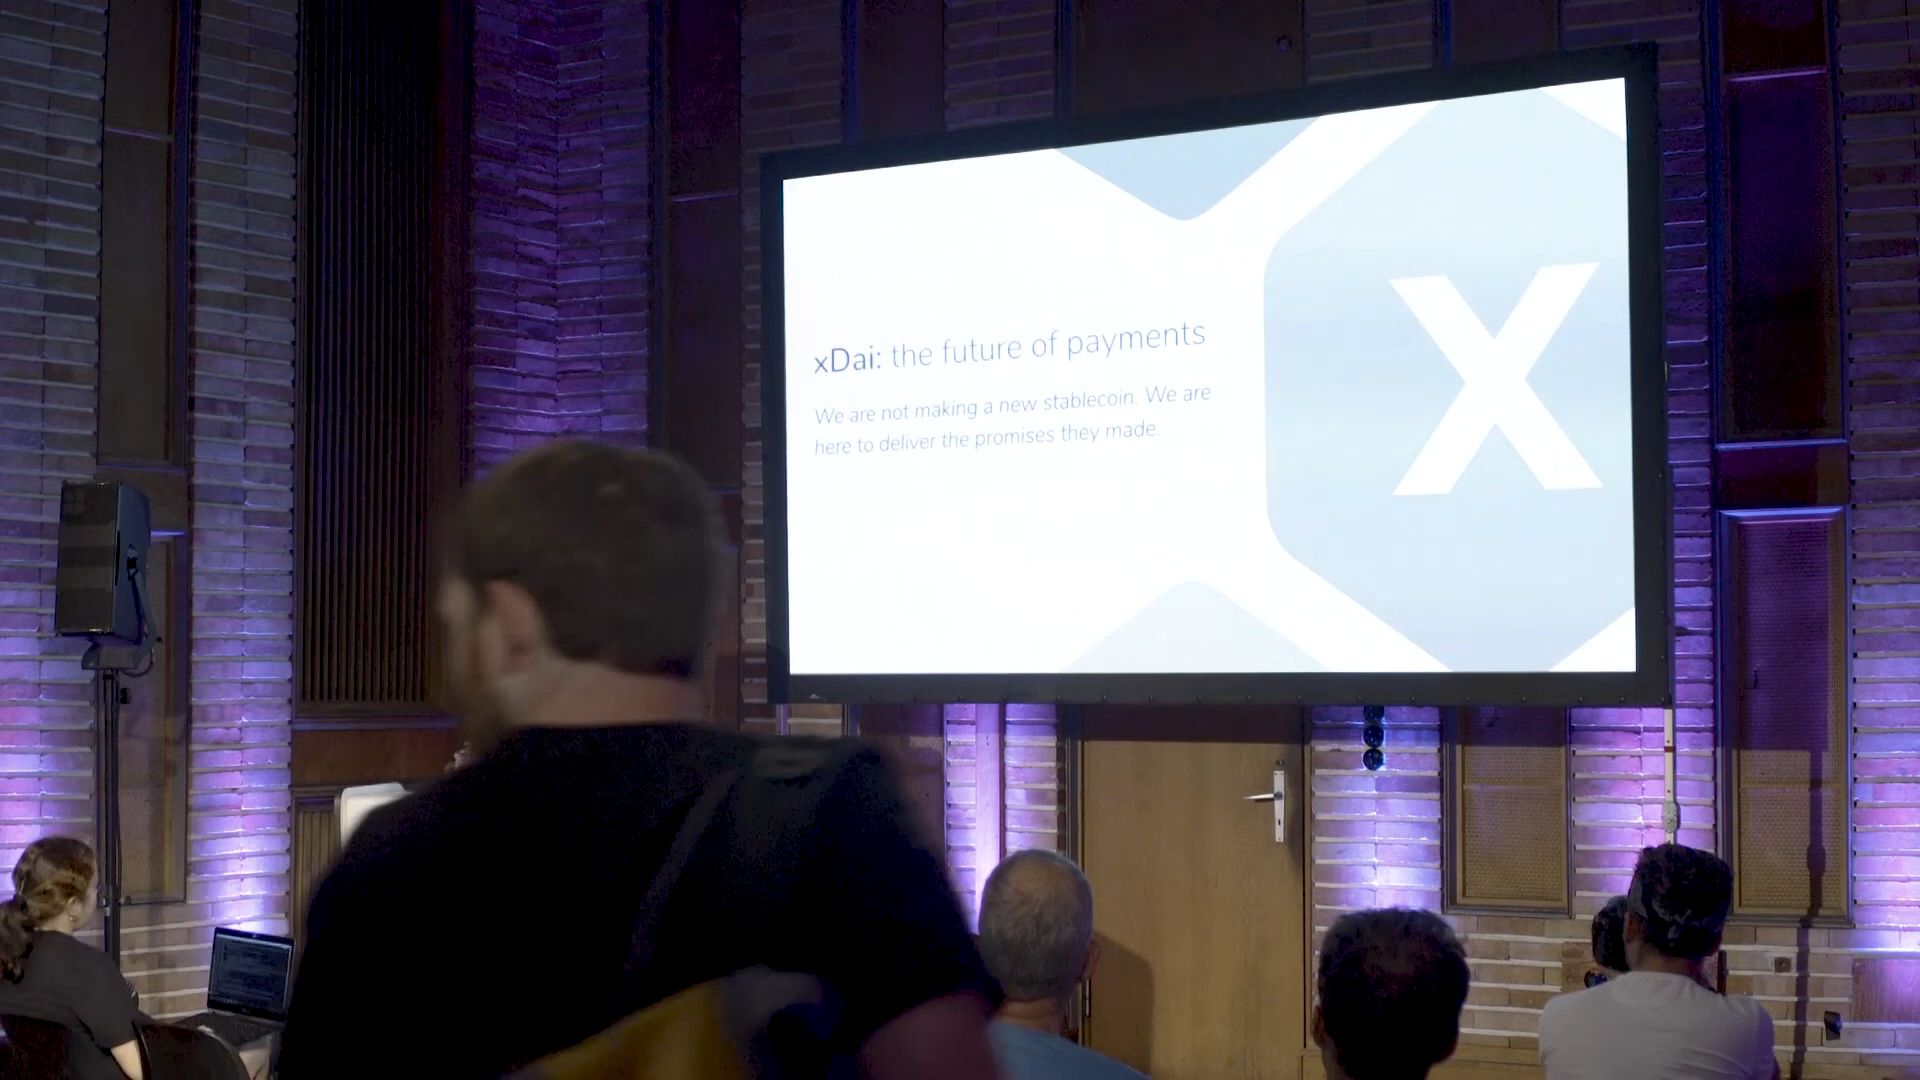 xDai: the future of payments
We are not making a new stablecoin. We are
here to deliver the promises they made.
X